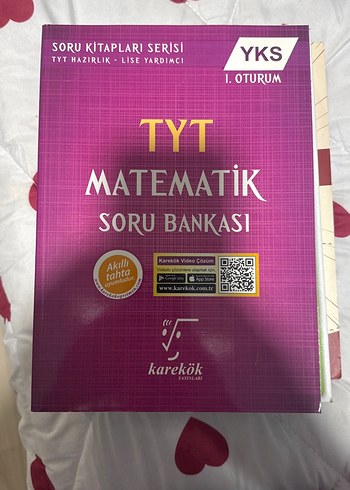 SORU KİTAPLARI SERİSİ
TYT HAZIRLIK - LİSE YARDIMCI
YKS
1. OTURUM
TYT
MATEMATİK
SORU BANKASI
Akıllı
tahta
uyumludur
Karekök Video Çözüm
www.karekok.com.tr
karekök
YAYINLARI